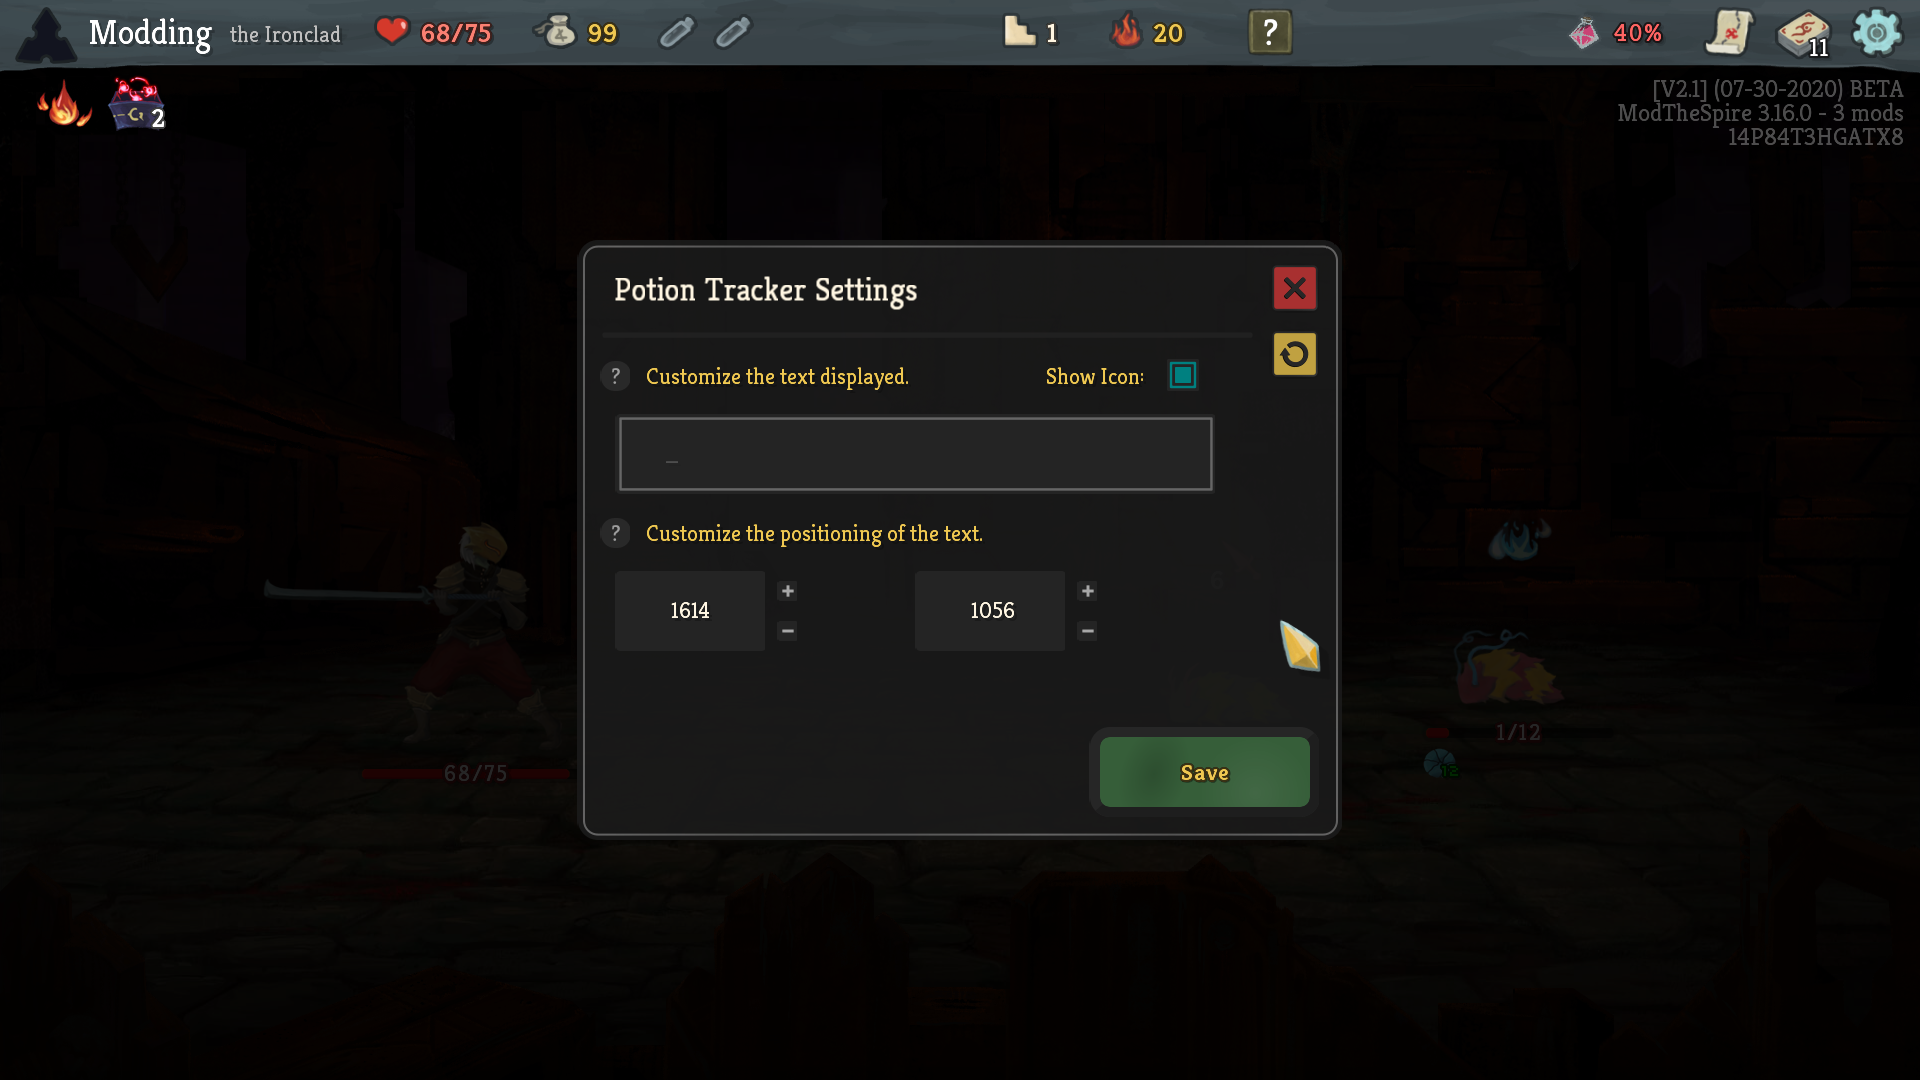 Modding the Ironclad 68/75 99 1 20 ? 40% 11
2
[V2.1] (07-30-2020) BETA
ModTheSpire 3.16.0 - 3 mods
14P84T3HGATX8
Potion Tracker Settings
? Customize the text displayed. Show Icon:
_
? Customize the positioning of the text.
1614 + - 1056 + -
6
1/12
12
68/75
Save